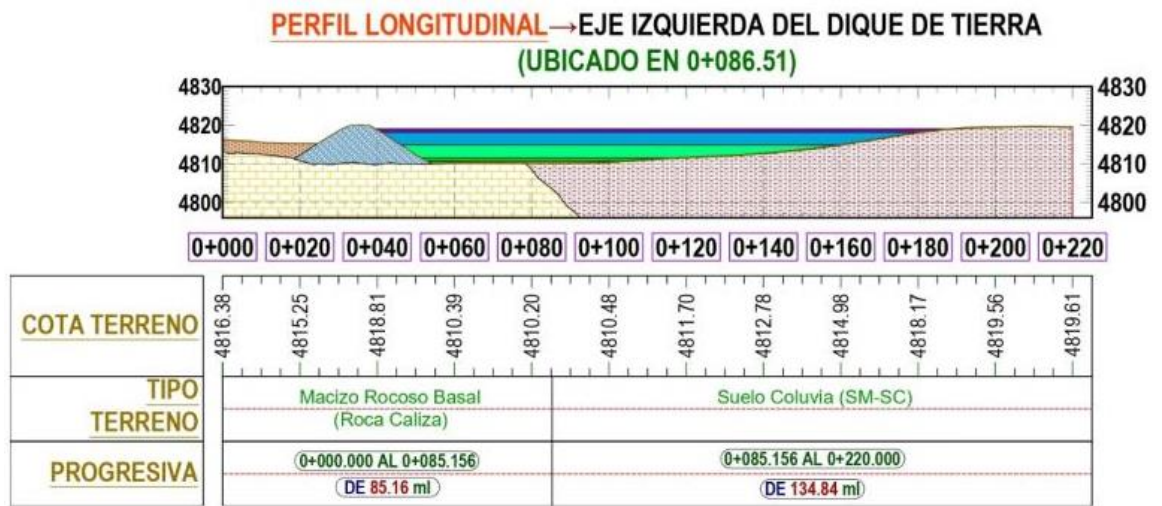 PERFIL LONGITUDINAL→EJE IZQUIERDA DEL DIQUE DE TIERRA
(UBICADO EN 0+086.51)
4830 4830
4820 4820
4810 4810
4800 4800
0+000 0+020 0+040 0+060 0+080 0+100 0+120 0+140 0+160 0+180 0+200 0+220
COTA TERRENO 4816.38 4815.25 4818.81 4810.39 4810.20 4810.48 4811.70 4812.78 4814.98 4818.17 4819.56 4819.61
TIPO Macizo Rocoso Basal Suelo Coluvia (SM-SC)
TERRENO (Roca Caliza)
PROGRESIVA 0+000.000 AL 0+085.156 0+085.156 AL 0+220.000
DE 85.16 ml DE 134.84 ml